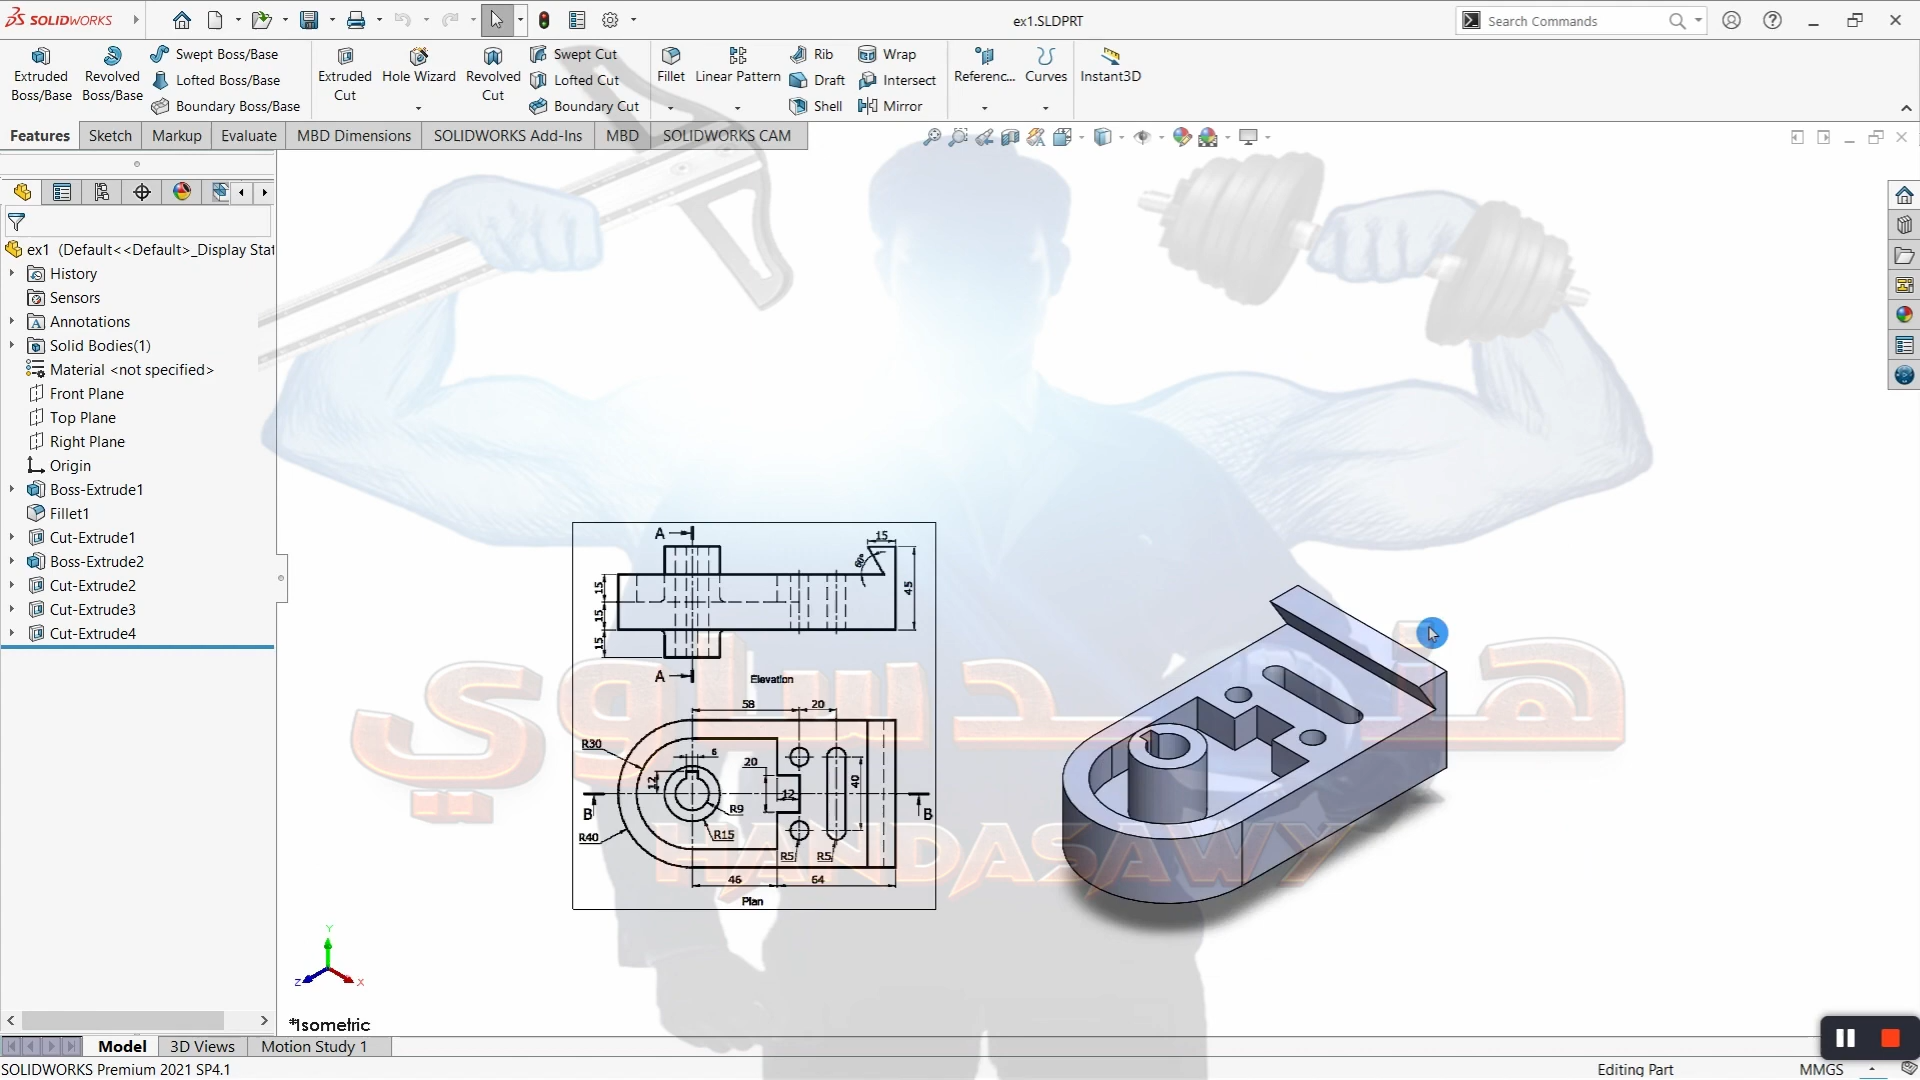 SOLIDWORKS
ex1.SLDPRT
Search Commands
Extruded Boss/Base
Revolved Boss/Base
Swept Boss/Base
Lofted Boss/Base
Boundary Boss/Base
Extruded Cut
Hole Wizard
Revolved Cut
Swept Cut
Lofted Cut
Boundary Cut
Fillet
Linear Pattern
Rib
Draft
Shell
Wrap
Intersect
Mirror
Referenc...
Curves
Instant3D
Features
Sketch
Markup
Evaluate
MBD Dimensions
SOLIDWORKS Add-Ins
MBD
SOLIDWORKS CAM
ex1 (Default<<Default>_Display Stat
History
Sensors
Annotations
Solid Bodies(1)
Material <not specified>
Front Plane
Top Plane
Right Plane
Origin
Boss-Extrude1
Fillet1
Cut-Extrude1
Boss-Extrude2
Cut-Extrude2
Cut-Extrude3
Cut-Extrude4
A
15
60°
15
15
15
45
A
Elevation
58
20
R30
6
12
20
12
40
B
B
R9
R15
R40
R5
R5
46
64
Plan
هندساوي
HANDASAWY
Y
Z
X
*Isometric
Model
3D Views
Motion Study 1
SOLIDWORKS Premium 2021 SP4.1
Editing Part
MMGS